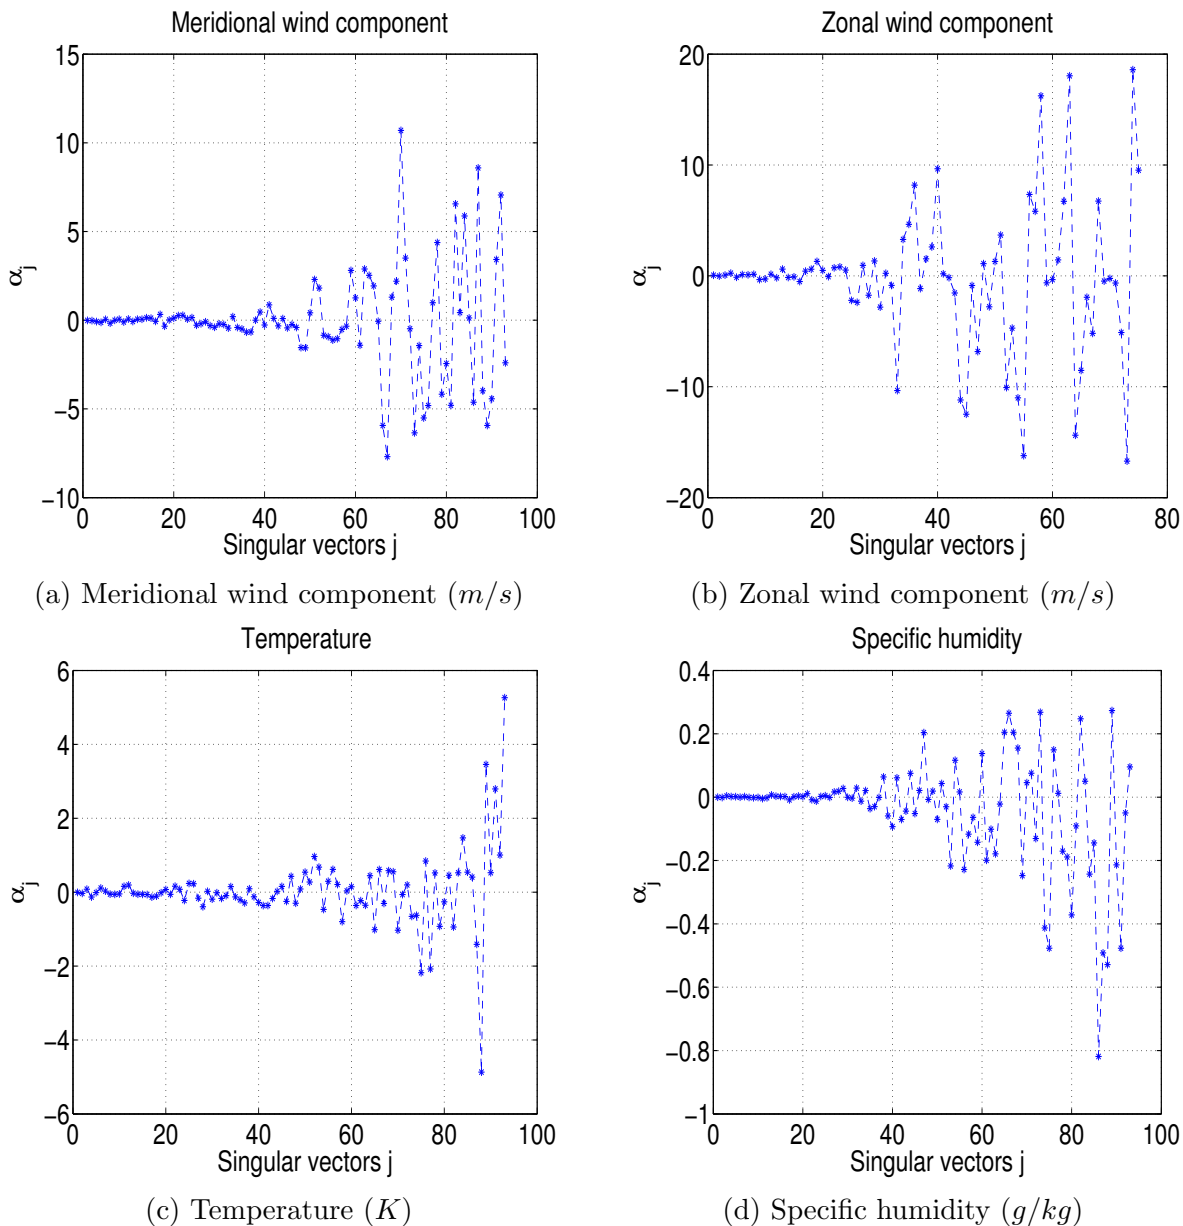 Meridional wind component
15
10
5
0
−5
−10
α_j
0 20 40 60 80 100
Singular vectors j
(a) Meridional wind component (m/s)
Zonal wind component
20
10
0
−10
−20
α_j
0 20 40 60 80
Singular vectors j
(b) Zonal wind component (m/s)
Temperature
6
4
2
0
−2
−4
−6
α_j
0 20 40 60 80 100
Singular vectors j
(c) Temperature (K)
Specific humidity
0.4
0.2
0
−0.2
−0.4
−0.6
−0.8
−1
α_j
0 20 40 60 80 100
Singular vectors j
(d) Specific humidity (g/kg)